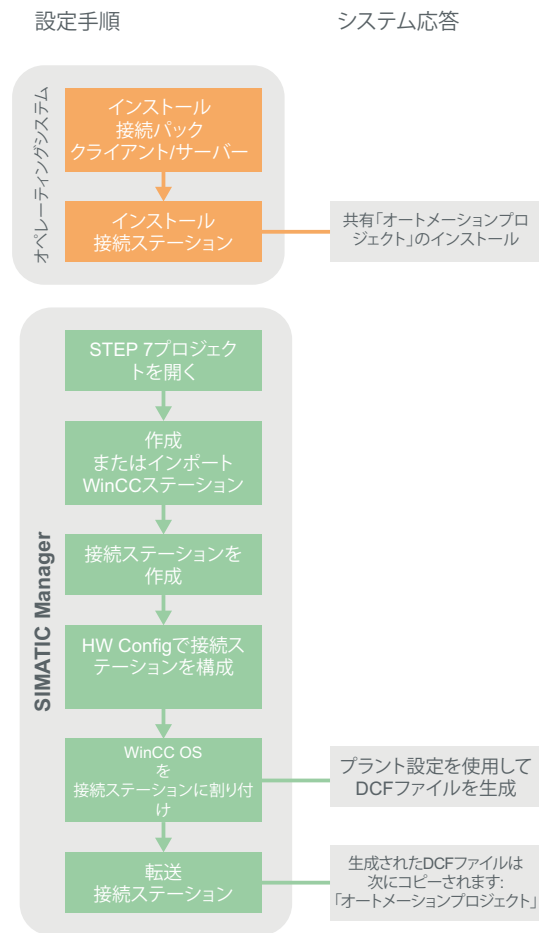 設定手順
システム応答
オペレーティングシステム
インストール
接続パック
クライアント/サーバー
インストール
接続ステーション
共有「オートメーションプロ
ジェクト」のインストール
SIMATIC Manager
STEP 7プロジェク
トを開く
作成
またはインポート
WinCCステーション
接続ステーションを
作成
HW Configで接続ス
テーションを構成
WinCC OS
を
接続ステーションに割り付
け
プラント設定を使用して
DCFファイルを生成
転送
接続ステーション
生成されたDCFファイルは
次にコピーされます:
「オートメーションプロジェクト」